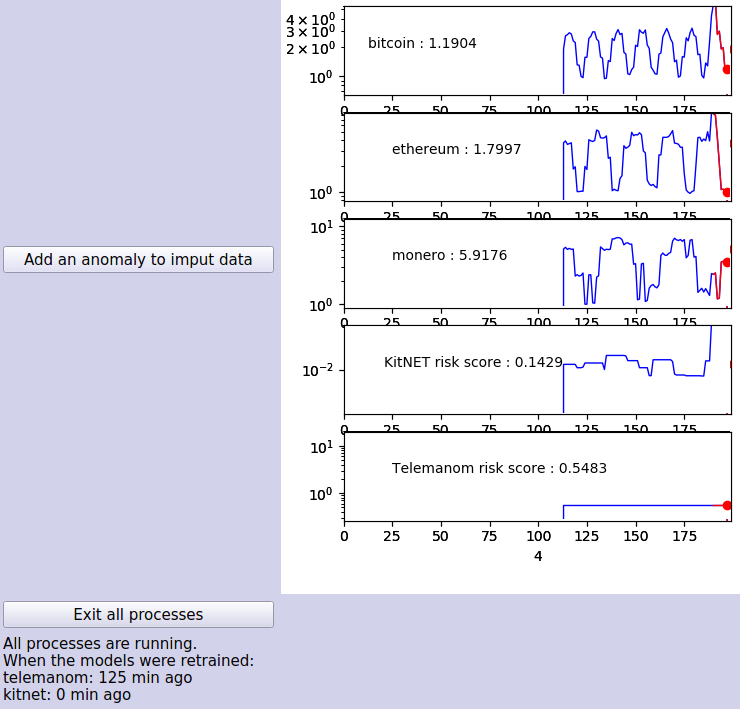 4 × 10⁰
3 × 10⁰
2 × 10⁰
10⁰
bitcoin : 1.1904
0 25 50 75 100 125 150 175
10⁰
ethereum : 1.7997
0 25 50 75 100 125 150 175
Add an anomaly to imput data
10¹
10⁰
monero : 5.9176
0 25 50 75 100 125 150 175
10⁻²
KitNET risk score : 0.1429
0 25 50 75 100 125 150 175
10¹
10⁰
Telemanom risk score : 0.5483
0 25 50 75 100 125 150 175
4
Exit all processes
All processes are running.
When the models were retrained:
telemanom: 125 min ago
kitnet: 0 min ago